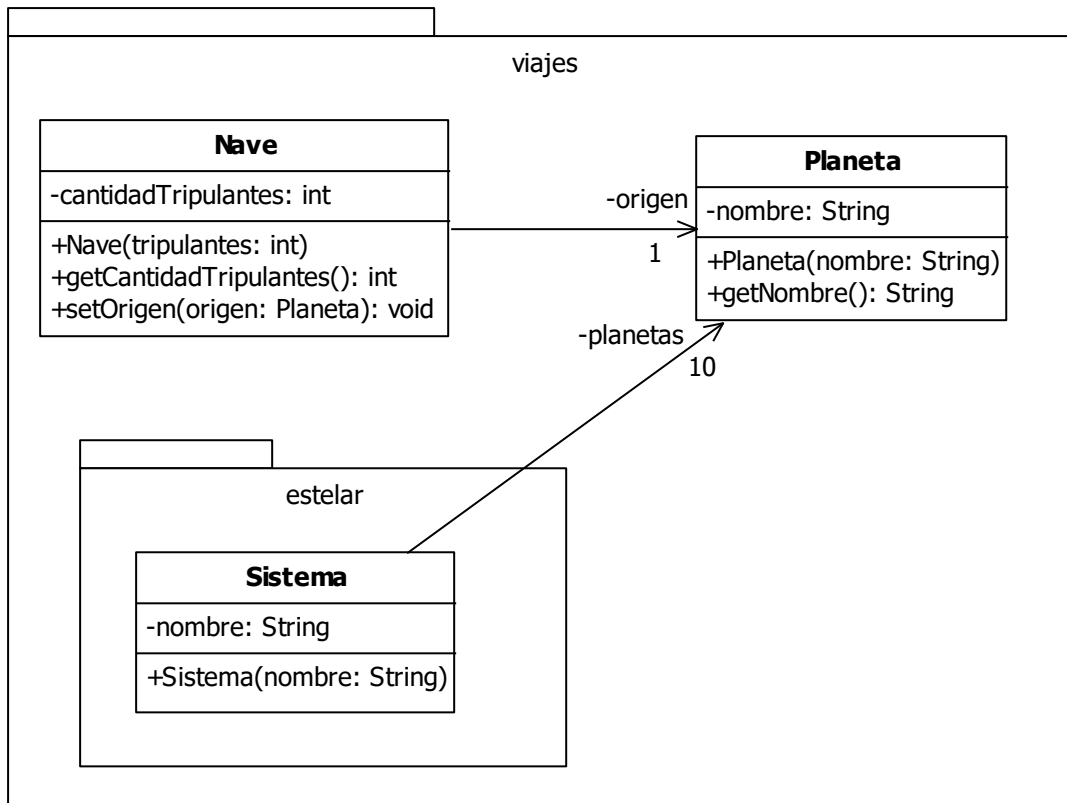 viajes
Nave
-cantidadTripulantes: int
+Nave(tripulantes: int)
+getCantidadTripulantes(): int
+setOrigen(origen: Planeta): void
-origen
1
Planeta
-nombre: String
+Planeta(nombre: String)
+getNombre(): String
-planetas
10
estelar
Sistema
-nombre: String
+Sistema(nombre: String)